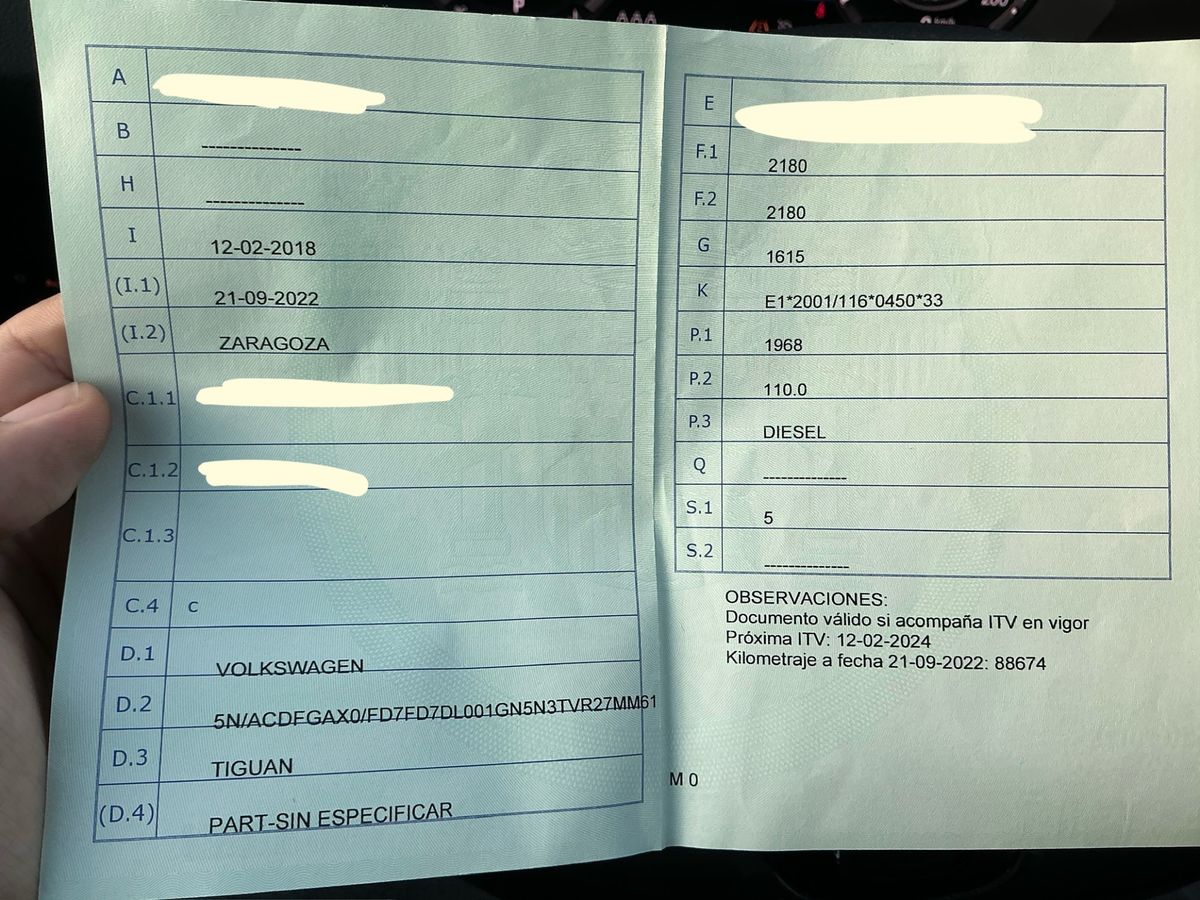 A
B --------------
H --------------
I 12-02-2018
(I.1) 21-09-2022
(I.2) ZARAGOZA
C.1.1
C.1.2
C.1.3
C.4 c
D.1 VOLKSWAGEN
D.2 5N/ACDFGAX0/FD7FD7DL001GN5N3TVR27MM61
D.3 TIGUAN
(D.4) PART-SIN ESPECIFICAR
E
F.1 2180
F.2 2180
G 1615
K E1*2001/116*0450*33
P.1 1968
P.2 110.0
P.3 DIESEL
Q --------------
S.1 5
S.2 --------------
OBSERVACIONES:
Documento válido si acompaña ITV en vigor
Próxima ITV: 12-02-2024
Kilometraje a fecha 21-09-2022: 88674
M 0